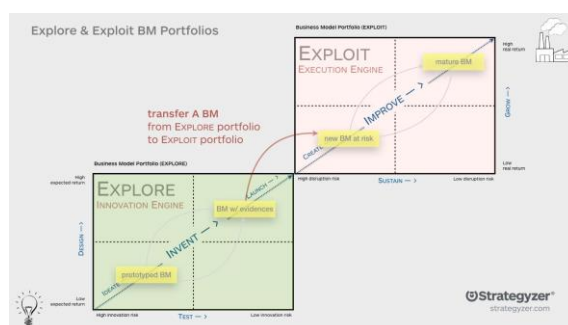 Explore & Exploit BM Portfolios
Business Model Portfolio (EXPLOIT)
EXPLOIT
EXECUTION ENGINE
High
real return
mature BM
IMPROVE — >
GROW — >
transfer A BM
from EXPLORE portfolio
to EXPLOIT portfolio
new BM at risk
CREATE
Low
real return
High disruption risk
SUSTAIN — >
Low disruption risk
Business Model Portfolio (EXPLORE)
High
expected return
EXPLORE
INNOVATION ENGINE
LAUNCH — >
BM w/ evidences
INVENT — >
DESIGN — >
prototyped BM
IDEATE
Low
expected return
High innovation risk
TEST — >
Low innovation risk
Strategyzer®
strategyzer.com